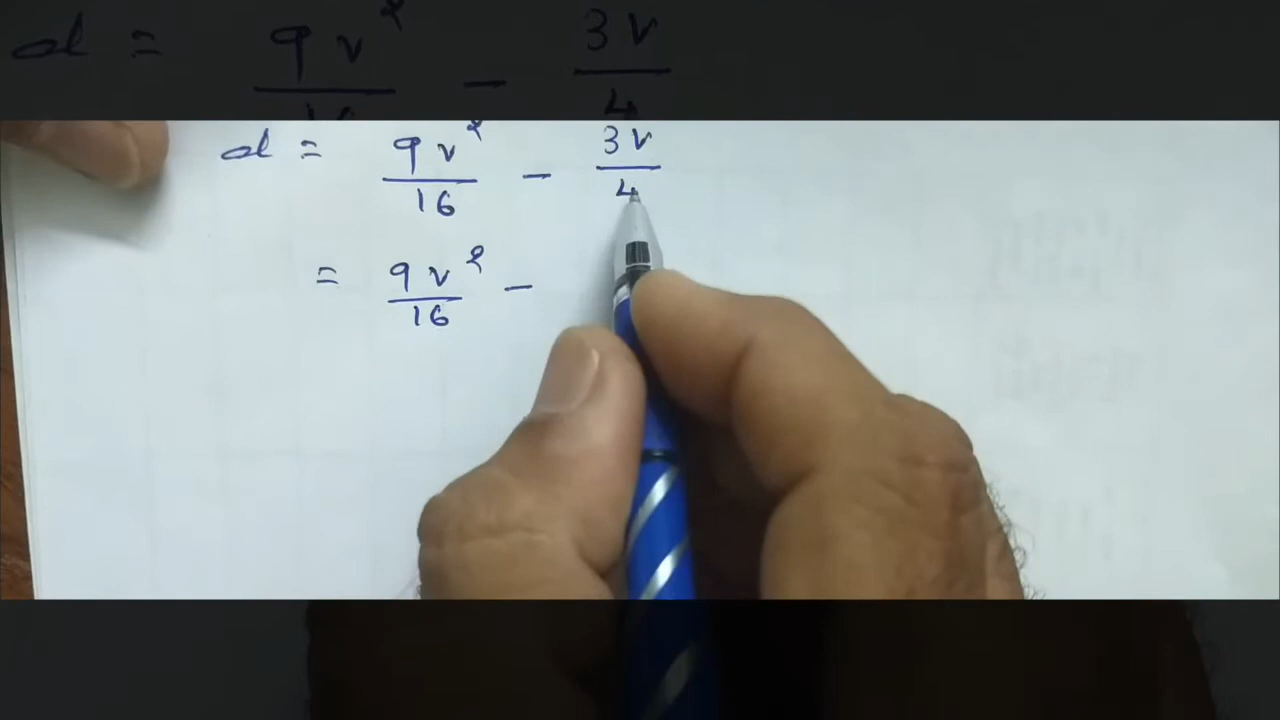 d = 9v²/16 - 3v/4
= 9v²/16 -